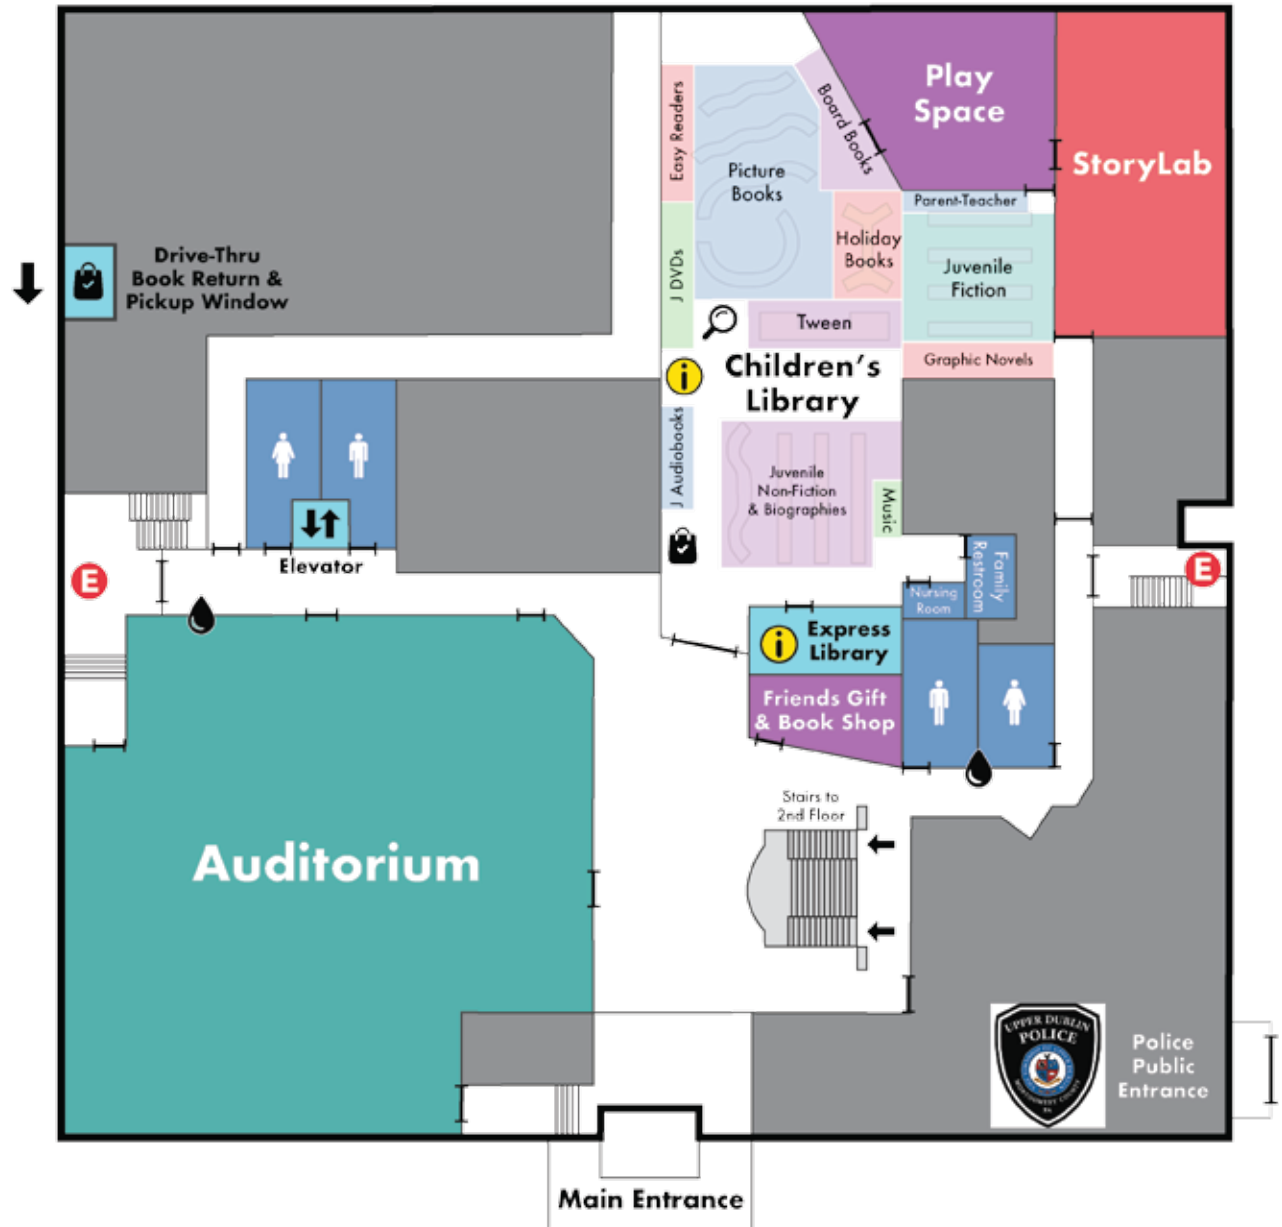 Play
Space
StoryLab
Easy Readers
Picture
Books
Board Books
Parent-Teacher
Holiday
Books
Juvenile
Fiction
J DVDs
Tween
Graphic Novels
Drive-Thru
Book Return &
Pickup Window
i
Children's
Library
J Audiobooks
Juvenile
Non-Fiction
& Biographies
Music
Elevator
E
Family
Restroom
E
Nursing
Room
i
Express
Library
Friends Gift
& Book Shop
Stairs to
2nd Floor
Auditorium
UPPER DUBLIN
POLICE
MONTGOMERY COUNTY
PA
Police
Public
Entrance
Main Entrance